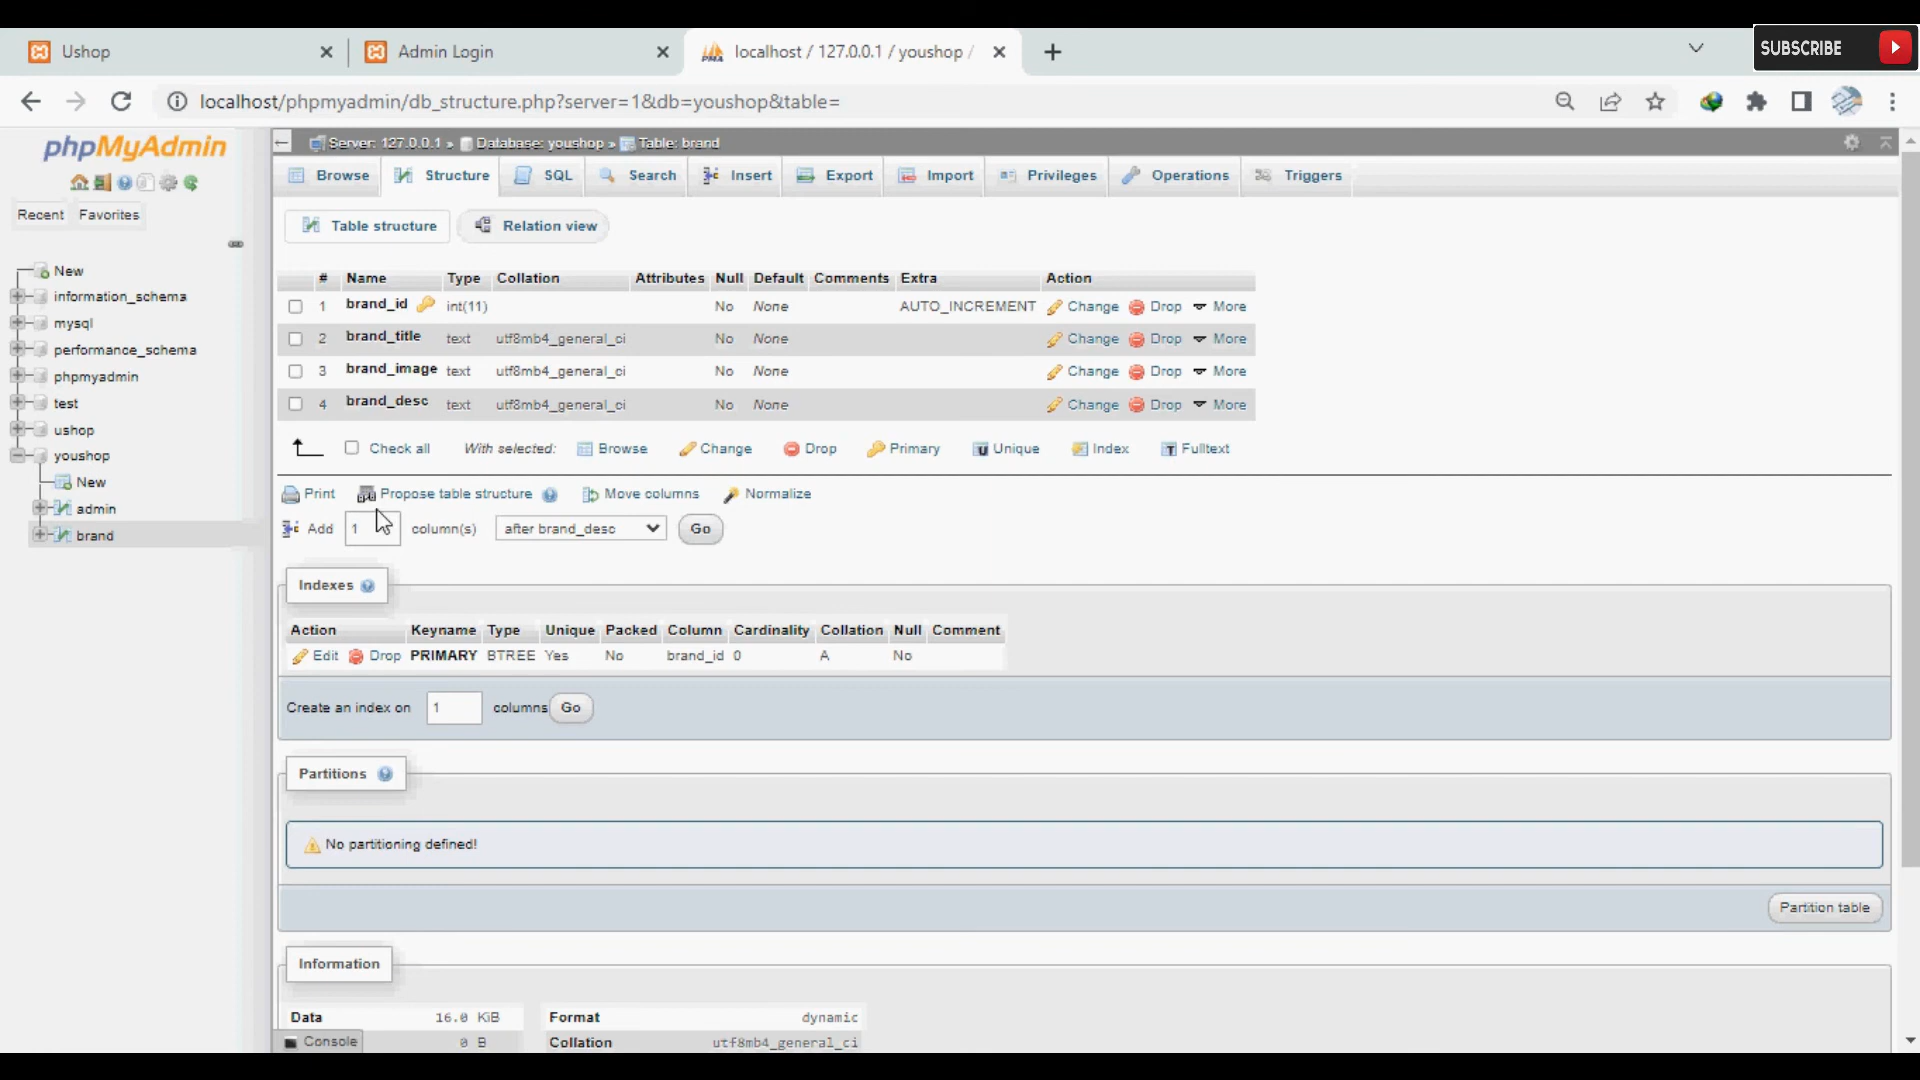 Ushop
Admin Login
localhost / 127.0.0.1 / youshop /
SUBSCRIBE
localhost/phpmyadmin/db_structure.php?server=1&db=youshop&table=
phpMyAdmin
Recent Favorites
New
information_schema
mysql
performance_schema
phpmyadmin
test
ushop
youshop
New
admin
brand
Server: 127.0.0.1 » Database: youshop » Table: brand
Browse Structure SQL Search Insert Export Import Privileges Operations Triggers
Table structure Relation view
# Name Type Collation Attributes Null Default Comments Extra Action
1 brand_id int(11) No None AUTO_INCREMENT Change Drop More
2 brand_title text utf8mb4_general_ci No None Change Drop More
3 brand_image text utf8mb4_general_ci No None Change Drop More
4 brand_desc text utf8mb4_general_ci No None Change Drop More
Check all With selected: Browse Change Drop Primary Unique Index Fulltext
Print Propose table structure Move columns Normalize
Add 1 column(s) after brand_desc Go
Indexes
Action Keyname Type Unique Packed Column Cardinality Collation Null Comment
Edit Drop PRIMARY BTREE Yes No brand_id 0 A No
Create an index on 1 columns Go
Partitions
No partitioning defined!
Partition table
Information
Data 16.0 KiB Format dynamic
Console 0 B Collation utf8mb4_general_ci